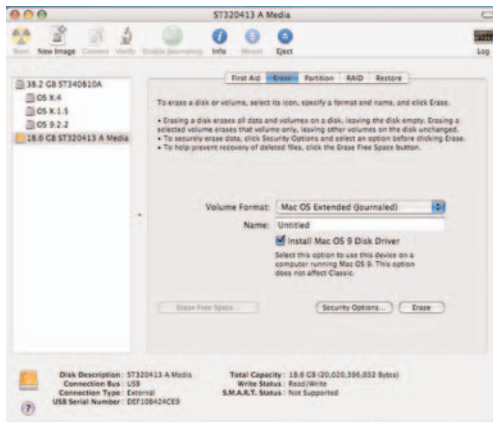 ST320413 A Media
Burn New Image Convert Verify Enable Journaling Info Mount Eject Log
38.2 GB ST340810A
OS X.4
OS X.1.5
OS 9.2.2
18.6 GB ST320413 A Media
First Aid Erase Partition RAID Restore
To erase a disk or volume, select its icon, specify a format and name, and click Erase.
• Erasing a disk erases all data and volumes on a disk, leaving the disk empty. Erasing a
selected volume erases that volume only, leaving other volumes on the disk unchanged.
• To securely erase data, click Security Options and select an option before clicking Erase.
• To help prevent recovery of deleted files, click the Erase Free Space button.
Volume Format: Mac OS Extended (Journaled)
Name: Untitled
Install Mac OS 9 Disk Driver
Select this option to use this device on a
computer running Mac OS 9. This option
does not affect Classic.
Erase Free Space... Security Options... Erase
Disk Description : ST320413 A Media Total Capacity : 18.6 GB (20,020,396,032 Bytes)
Connection Bus : USB Write Status : Read/Write
Connection Type : External S.M.A.R.T. Status : Not Supported
USB Serial Number : DEF108424CE9
?